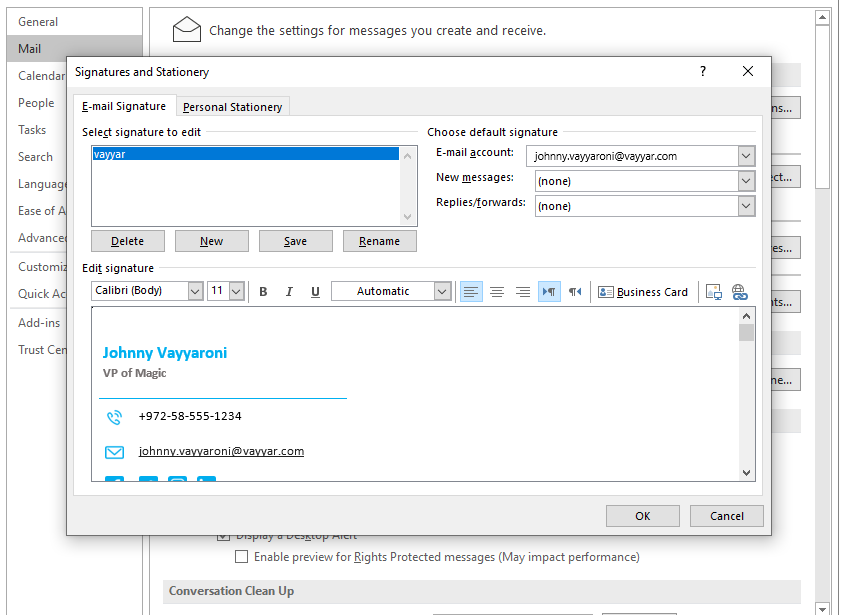 General
Mail
Calendar
People
Tasks
Search
Language
Ease of A
Advanced
Customiz
Quick Ac
Add-ins
Trust Cen
Change the settings for messages you create and receive.
Signatures and Stationery
?
E-mail Signature
Personal Stationery
Select signature to edit
vayyar
Delete
New
Save
Rename
Choose default signature
E-mail account:
johnny.vayyaroni@vayyar.com
New messages:
(none)
Replies/forwards:
(none)
Edit signature
Calibri (Body)
11
B
I
U
Automatic
Business Card
Johnny Vayyaroni
VP of Magic
+972-58-555-1234
johnny.vayyaroni@vayyar.com
OK
Cancel
ns...
ect...
es...
ts...
ne...
Display a Desktop Alert
Enable preview for Rights Protected messages (May impact performance)
Conversation Clean Up